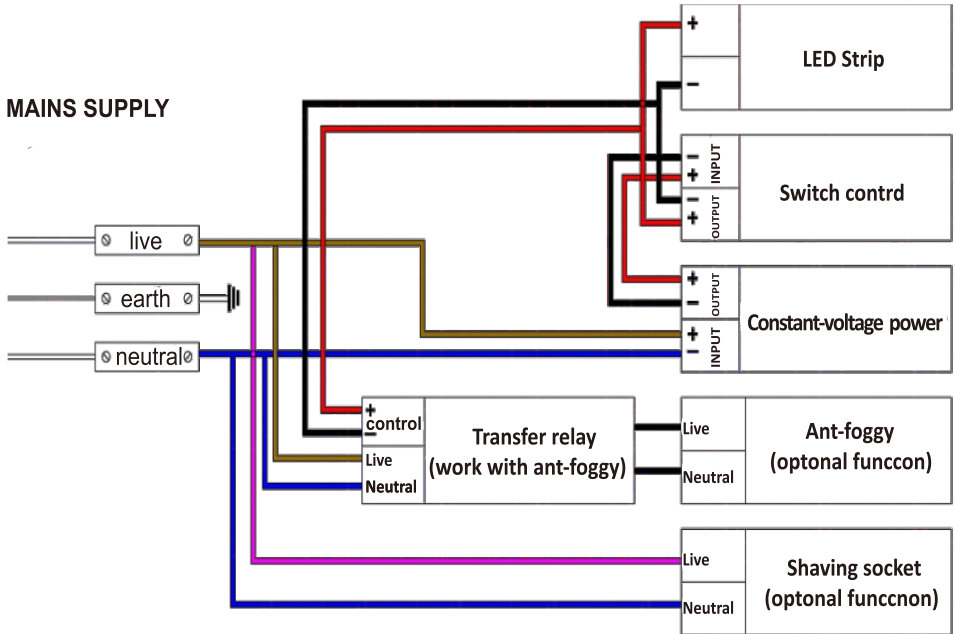 MAINS SUPPLY
live
earth
neutral
+
−
LED Strip
−
+
INPUT
−
+
OUTPUT
Switch contrd
+
−
OUTPUT
+
−
INPUT
Constant-voltage power
+
control
−
Live
Neutral
Transfer relay
(work with ant-foggy)
Live
Neutral
Ant-foggy
(optonal funccon)
Live
Neutral
Shaving socket
(optonal funccnon)